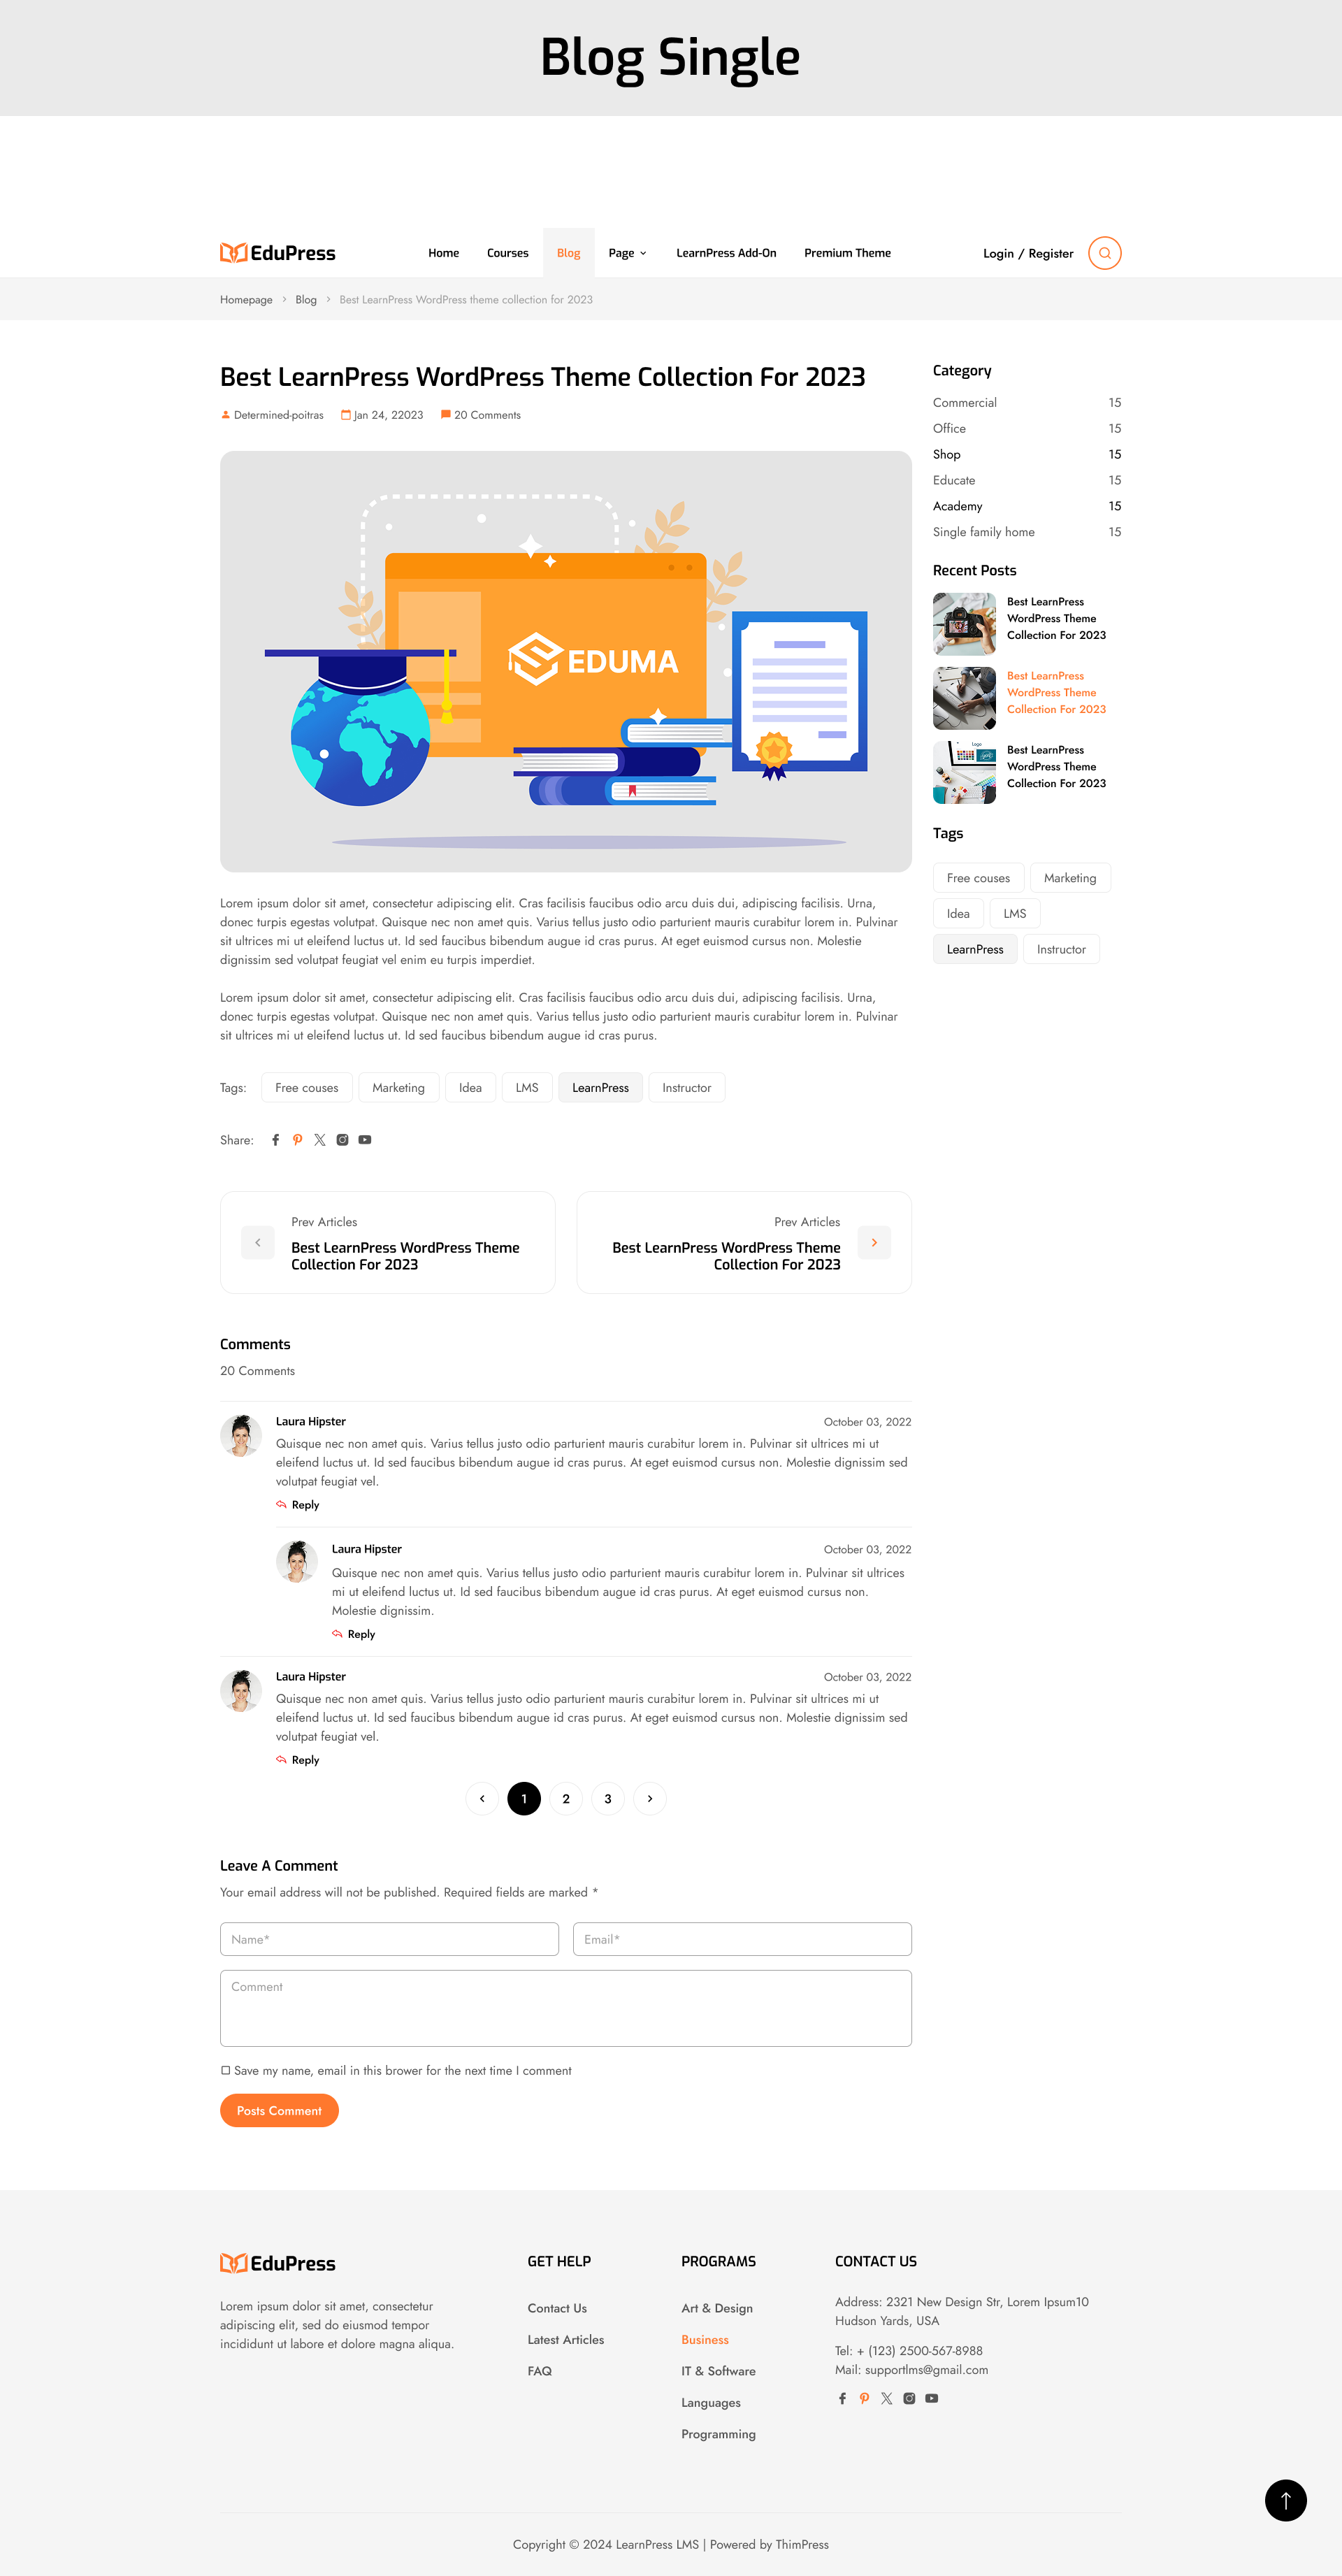 Blog Single
EduPress
Home
Courses
Blog
Page
LearnPress Add-On
Premium Theme
Login / Register
Homepage
Blog
Best LearnPress WordPress theme collection for 2023
Best LearnPress WordPress Theme Collection For 2023
Determined-poitras
Jan 24, 22023
20 Comments
EDUMA
Lorem ipsum dolor sit amet, consectetur adipiscing elit. Cras facilisis faucibus odio arcu duis dui, adipiscing facilisis. Urna,
donec turpis egestas volutpat. Quisque nec non amet quis. Varius tellus justo odio parturient mauris curabitur lorem in. Pulvinar
sit ultrices mi ut eleifend luctus ut. Id sed faucibus bibendum augue id cras purus. At eget euismod cursus non. Molestie
dignissim sed volutpat feugiat vel enim eu turpis imperdiet.
Lorem ipsum dolor sit amet, consectetur adipiscing elit. Cras facilisis faucibus odio arcu duis dui, adipiscing facilisis. Urna,
donec turpis egestas volutpat. Quisque nec non amet quis. Varius tellus justo odio parturient mauris curabitur lorem in. Pulvinar
sit ultrices mi ut eleifend luctus ut. Id sed faucibus bibendum augue id cras purus.
Tags:
Free couses
Marketing
Idea
LMS
LearnPress
Instructor
Share:
Prev Articles
Best LearnPress WordPress Theme
Collection For 2023
Prev Articles
Best LearnPress WordPress Theme
Collection For 2023
Comments
20 Comments
Laura Hipster
October 03, 2022
Quisque nec non amet quis. Varius tellus justo odio parturient mauris curabitur lorem in. Pulvinar sit ultrices mi ut
eleifend luctus ut. Id sed faucibus bibendum augue id cras purus. At eget euismod cursus non. Molestie dignissim sed
volutpat feugiat vel.
Reply
Laura Hipster
October 03, 2022
Quisque nec non amet quis. Varius tellus justo odio parturient mauris curabitur lorem in. Pulvinar sit ultrices
mi ut eleifend luctus ut. Id sed faucibus bibendum augue id cras purus. At eget euismod cursus non.
Molestie dignissim.
Reply
Laura Hipster
October 03, 2022
Quisque nec non amet quis. Varius tellus justo odio parturient mauris curabitur lorem in. Pulvinar sit ultrices mi ut
eleifend luctus ut. Id sed faucibus bibendum augue id cras purus. At eget euismod cursus non. Molestie dignissim sed
volutpat feugiat vel.
Reply
1
2
3
Leave A Comment
Your email address will not be published. Required fields are marked *
Name*
Email*
Comment
Save my name, email in this brower for the next time I comment
Posts Comment
Category
Commercial 15
Office 15
Shop 15
Educate 15
Academy 15
Single family home 15
Recent Posts
Best LearnPress
WordPress Theme
Collection For 2023
Best LearnPress
WordPress Theme
Collection For 2023
Logo
Best LearnPress
WordPress Theme
Collection For 2023
Tags
Free couses
Marketing
Idea
LMS
LearnPress
Instructor
EduPress
Lorem ipsum dolor sit amet, consectetur
adipiscing elit, sed do eiusmod tempor
incididunt ut labore et dolore magna aliqua.
GET HELP
Contact Us
Latest Articles
FAQ
PROGRAMS
Art & Design
Business
IT & Software
Languages
Programming
CONTACT US
Address: 2321 New Design Str, Lorem Ipsum10
Hudson Yards, USA
Tel: + (123) 2500-567-8988
Mail: supportlms@gmail.com
Copyright © 2024 LearnPress LMS | Powered by ThimPress